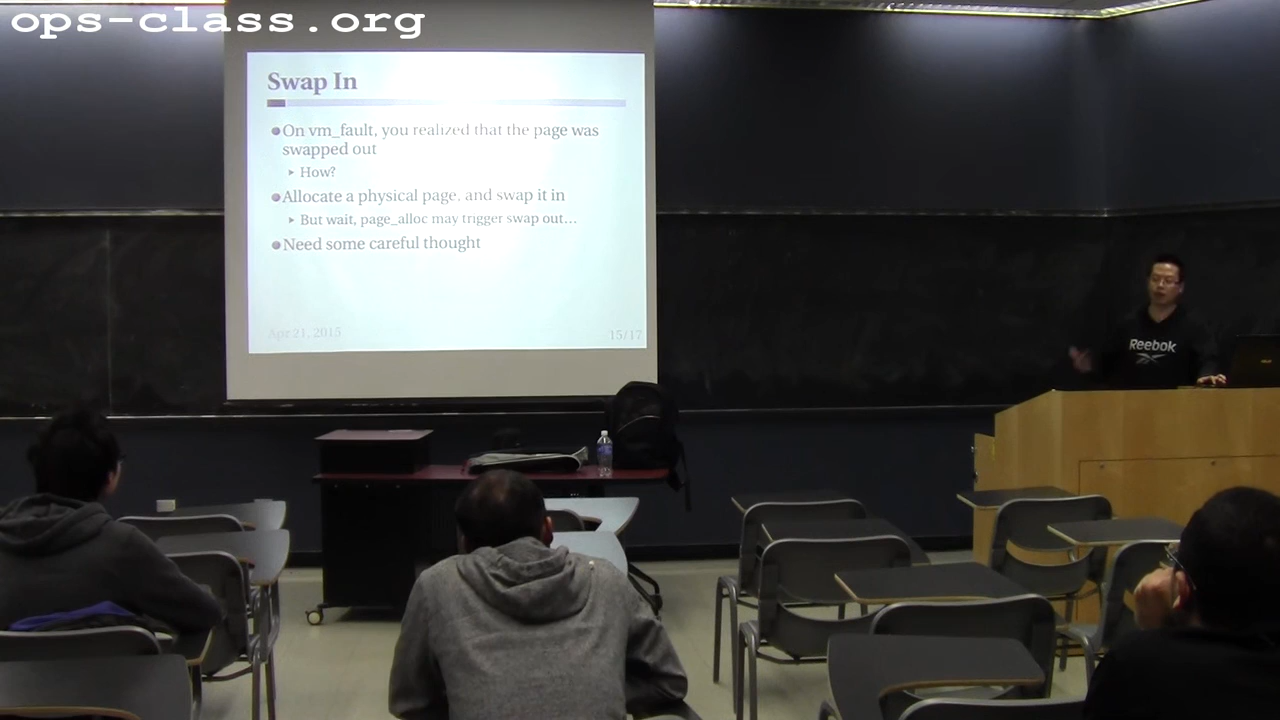 ops-class.org
Swap In
On vm_fault, you realized that the page was
swapped out
How?
Allocate a physical page, and swap it in
But wait, page_alloc may trigger swap out...
Need some careful thought
Apr 21, 2015
15/17
Reebok